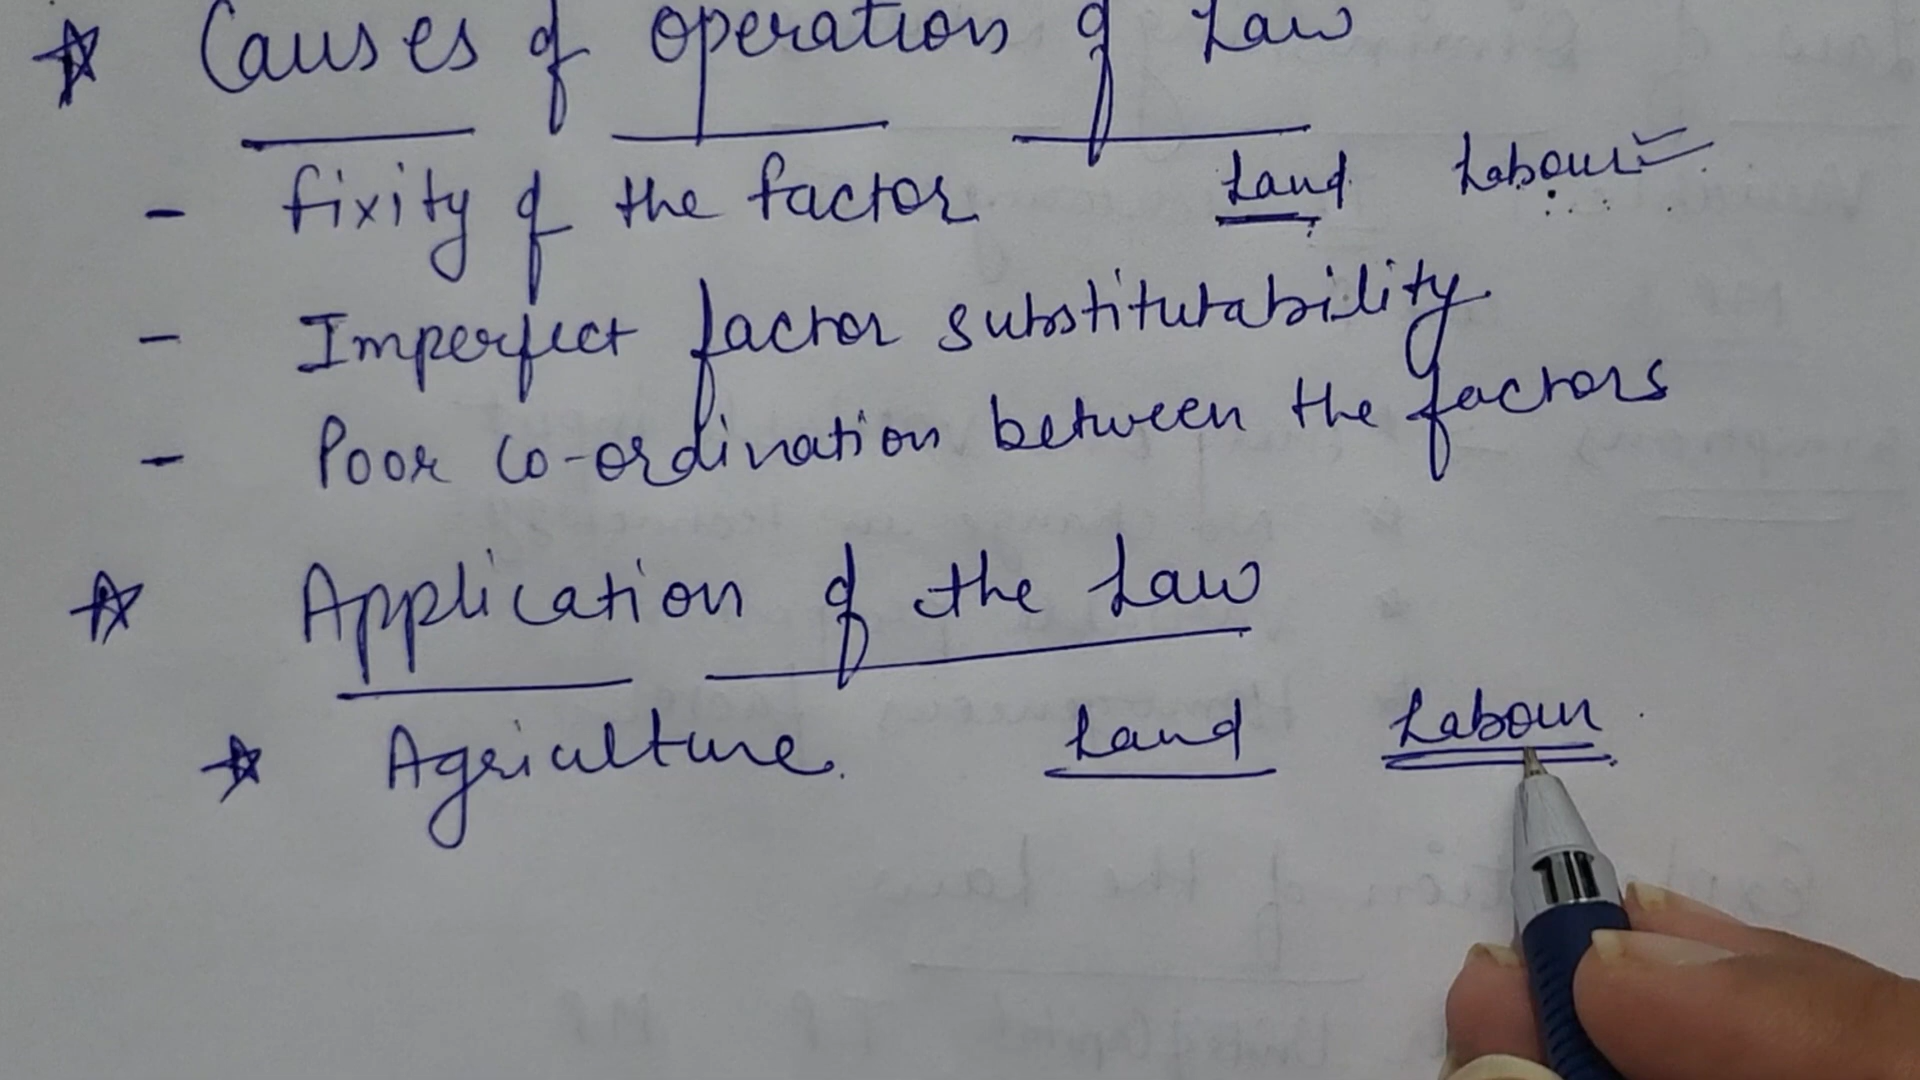 ☆ Causes of operation of Law
- fixity of the factor Land Labour
- Imperfect factor substitutability
- Poor co-ordination between the factors
☆ Application of the Law
☆ Agriculture. Land Labour